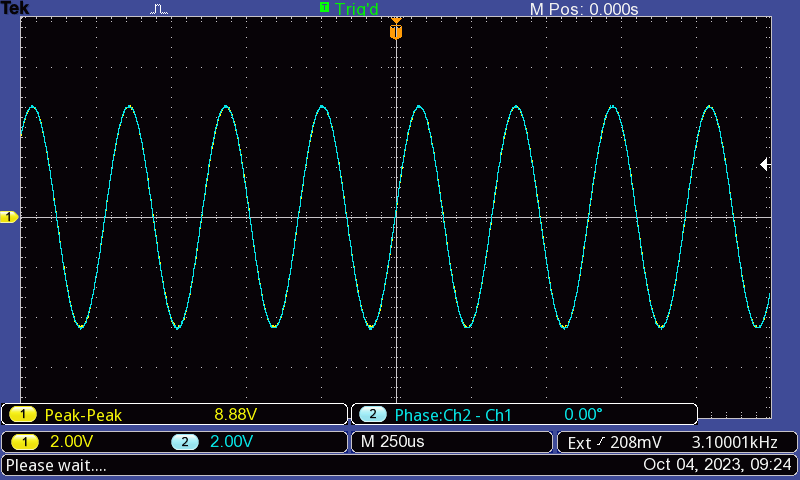 Tek T Trig'd M Pos: 0.000s
T
1
1 Peak-Peak 8.88V 2 Phase:Ch2 - Ch1 0.00°
1 2.00V 2 2.00V M 250us Ext 208mV 3.10001kHz
Please wait.... Oct 04, 2023, 09:24